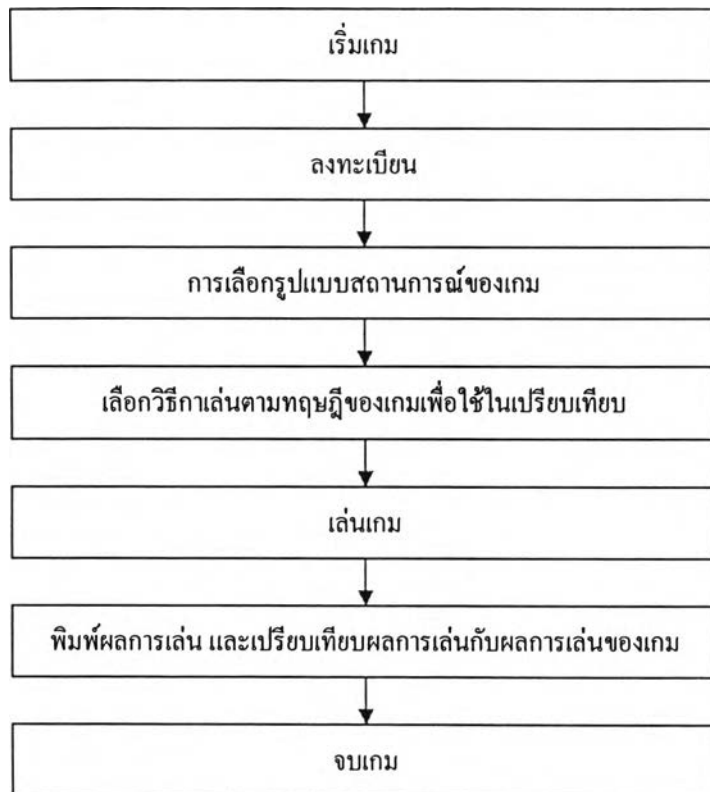 เริ่มเกม
ลงทะเบียน
การเลือกรูปแบบสถานการณ์ของเกม
เลือกวิธีกาเล่นตามทฤษฎีของเกมเพื่อใช้ในเปรียบเทียบ
เล่นเกม
พิมพ์ผลการเล่น และเปรียบเทียบผลการเล่นกับผลการเล่นของเกม
จบเกม